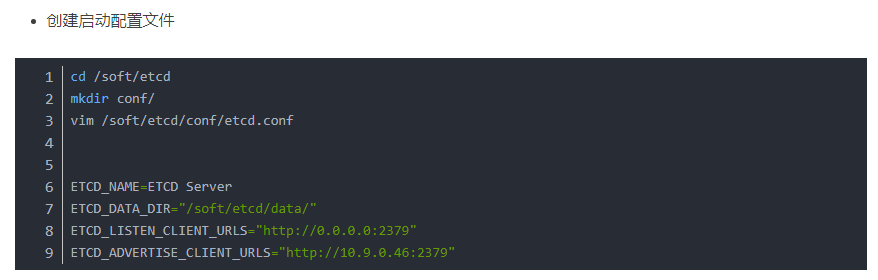 创建启动配置文件
1 cd /soft/etcd
2 mkdir conf/
3 vim /soft/etcd/conf/etcd.conf
4
5
6 ETCD_NAME=ETCD Server
7 ETCD_DATA_DIR="/soft/etcd/data/"
8 ETCD_LISTEN_CLIENT_URLS="http://0.0.0.0:2379"
9 ETCD_ADVERTISE_CLIENT_URLS="http://10.9.0.46:2379"